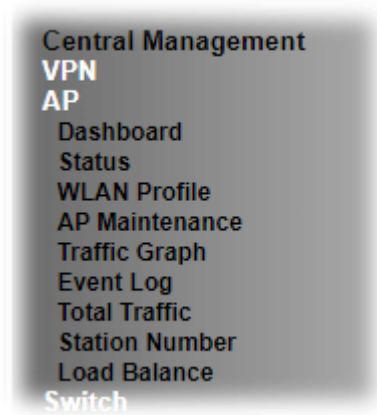 Central Management
VPN
AP
Dashboard
Status
WLAN Profile
AP Maintenance
Traffic Graph
Event Log
Total Traffic
Station Number
Load Balance
Switch